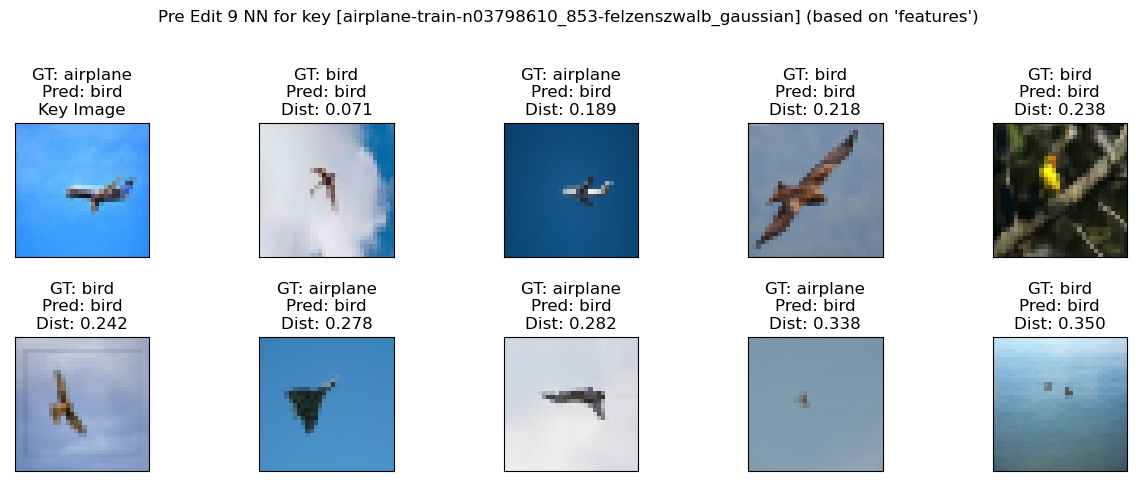 Pre Edit 9 NN for key [airplane-train-n03798610_853-felzenszwalb_gaussian] (based on 'features')
GT: airplane
Pred: bird
Key Image
GT: bird
Pred: bird
Dist: 0.071
GT: airplane
Pred: bird
Dist: 0.189
GT: bird
Pred: bird
Dist: 0.218
GT: bird
Pred: bird
Dist: 0.238
GT: bird
Pred: bird
Dist: 0.242
GT: airplane
Pred: bird
Dist: 0.278
GT: airplane
Pred: bird
Dist: 0.282
GT: airplane
Pred: bird
Dist: 0.338
GT: bird
Pred: bird
Dist: 0.350